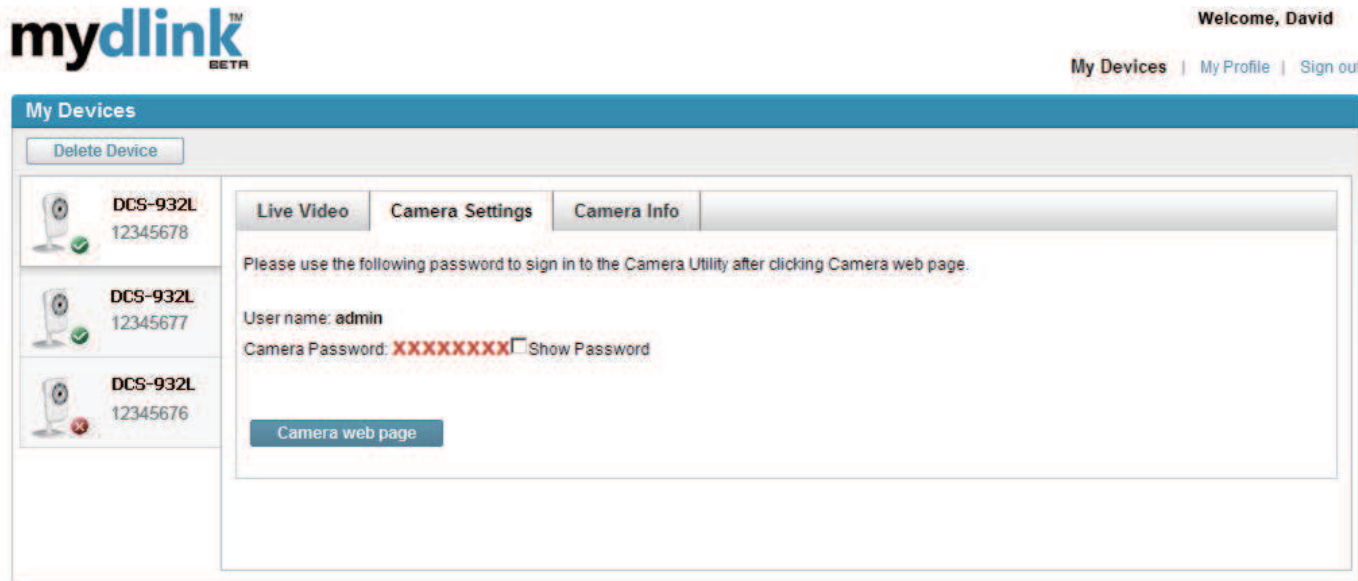 mydlink™
BETA
Welcome, David
My Devices | My Profile | Sign out
My Devices
Delete Device
DCS-932L
12345678
DCS-932L
12345677
DCS-932L
12345676
Live Video
Camera Settings
Camera Info
Please use the following password to sign in to the Camera Utility after clicking Camera web page.
User name: admin
Camera Password: XXXXXXXX Show Password
Camera web page